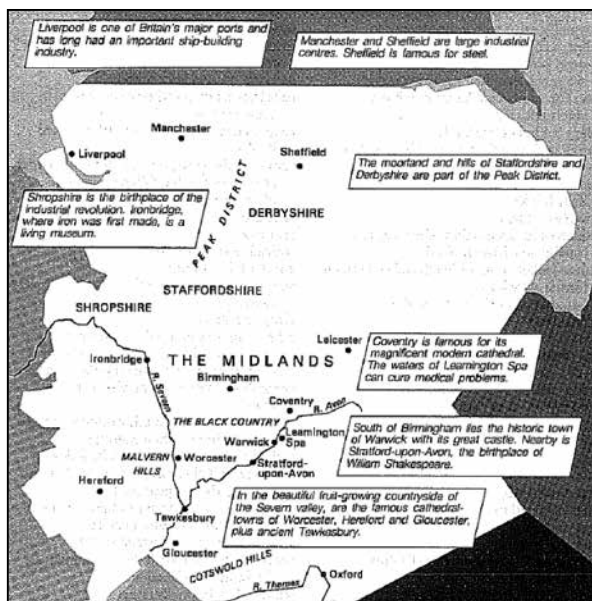 Liverpool is one of Britain's major ports and
has long had an important ship-building
industry.
Manchester and Sheffield are large industrial
centres. Sheffield is famous for steel.
Manchester
Liverpool
Sheffield
The moorland and hills of Staffordshire and
Derbyshire are part of the Peak District.
Shropshire is the birthplace of the
industrial revolution. Ironbridge,
where iron was first made, is a
living museum.
PEAK DISTRICT
DERBYSHIRE
STAFFORDSHIRE
SHROPSHIRE
Ironbridge
THE MIDLANDS
Leicester
Coventry is famous for its
magnificent modern cathedral.
The waters of Leamington Spa
can cure medical problems.
Birmingham
R. Severn
Coventry
R. Avon
THE BLACK COUNTRY
Warwick
Leamington
Spa
South of Birmingham lies the historic town
of Warwick with its great castle. Nearby is
Stratford-upon-Avon, the birthplace of
William Shakespeare.
MALVERN
HILLS
Worcester
Stratford-
upon-Avon
Hereford
In the beautiful fruit-growing countryside of
the Severn valley, are the famous cathedral-
towns of Worcester, Hereford and Gloucester,
plus ancient Tewkesbury.
Tewkesbury
Gloucester
COTSWOLD HILLS
R. Thames
Oxford